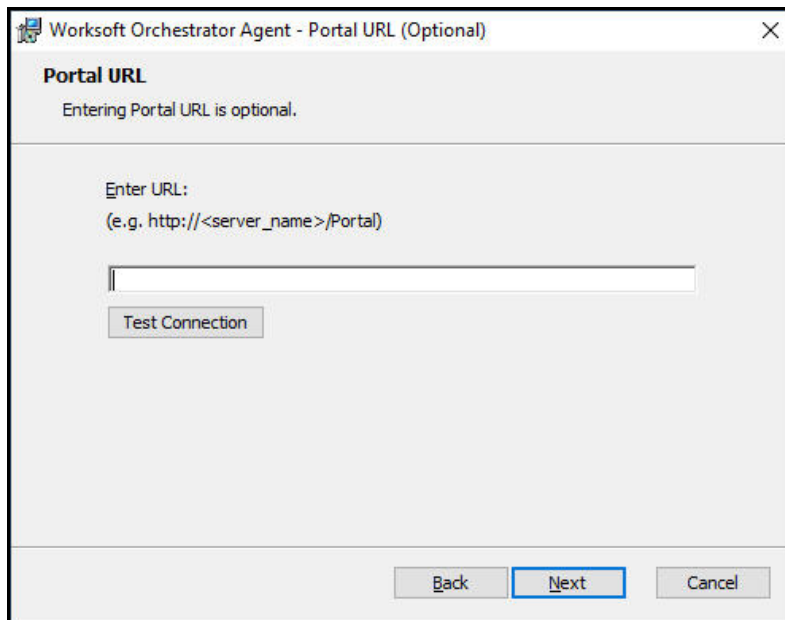 Worksoft Orchestrator Agent - Portal URL (Optional)
Portal URL
Entering Portal URL is optional.
Enter URL:
(e.g. http://<server_name>/Portal)
Test Connection
Back Next Cancel